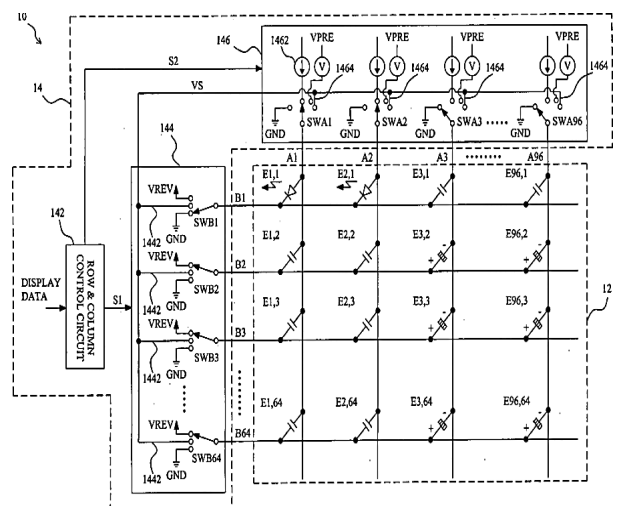 10
14
146
S2
VS
1462
VPRE VPRE VPRE VPRE
V V V V
1464 1464 1464 1464
GND GND GND GND
SWA1 SWA2 SWA3 SWA96
A1 A2 A3 A96
144
142
DISPLAY DATA
ROW & COLUMN CONTROL CIRCUIT
S1
VREV
1442
GND
SWB1
B1
E1,1 E2,1 E3,1 E96,1
VREV
1442
GND
SWB2
B2
E1,2 E2,2 E3,2 E96,2
+ - + -
VREV
1442
GND
SWB3
B3
E1,3 E2,3 E3,3 E96,3
+ - + -
12
VREV
1442
GND
SWB64
B64
E1,64 E2,64 E3,64 E96,64
+ - + -